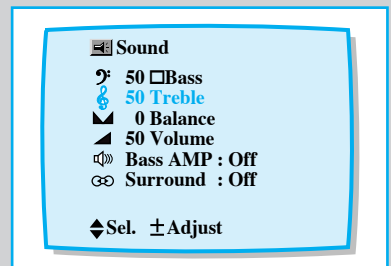 Sound
50 □Bass
50 Treble
0 Balance
50 Volume
Bass AMP : Off
Surround : Off
Sel. ±Adjust